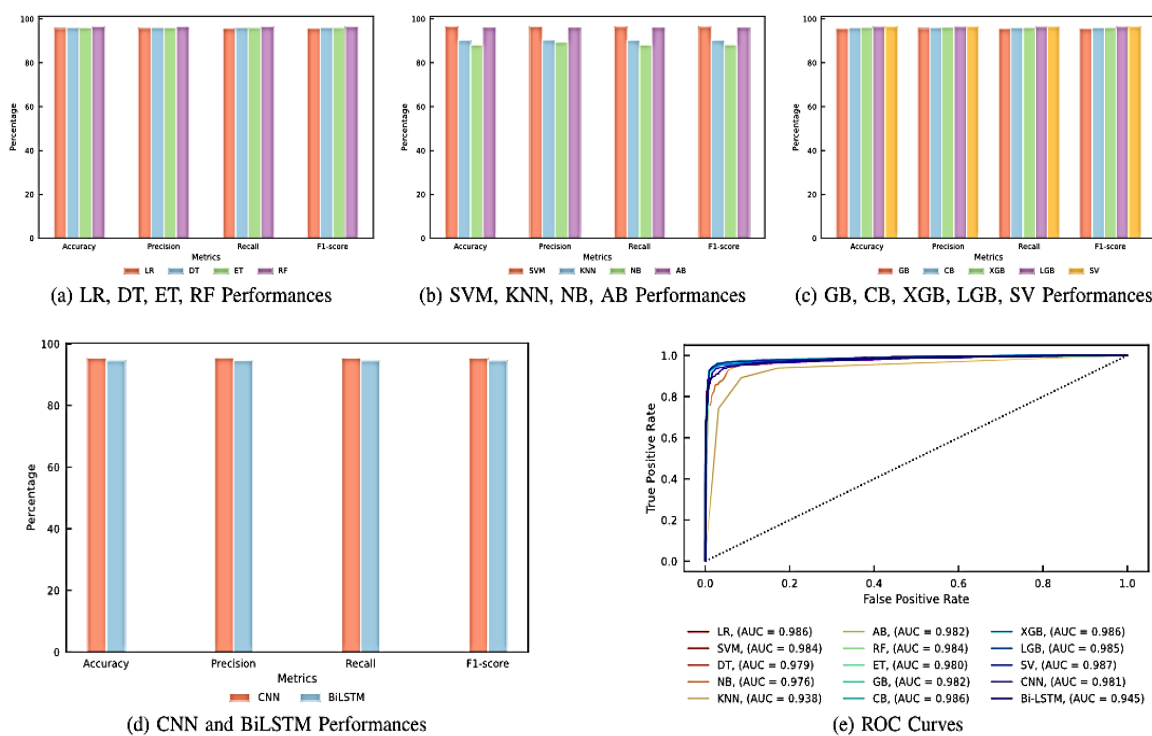 100
80
60
40
20
0
Percentage
Accuracy Precision Recall F1-score
Metrics
LR DT ET RF
(a) LR, DT, ET, RF Performances
100
80
60
40
20
0
Percentage
Accuracy Precision Recall F1-score
Metrics
SVM KNN NB AB
(b) SVM, KNN, NB, AB Performances
100
80
60
40
20
0
Percentage
Accuracy Precision Recall F1-score
Metrics
GB CB XGB LGB SV
(c) GB, CB, XGB, LGB, SV Performances
100
80
60
40
20
0
Percentage
Accuracy Precision Recall F1-score
Metrics
CNN BiLSTM
(d) CNN and BiLSTM Performances
1.0
0.8
0.6
0.4
0.2
0.0
True Positive Rate
0.0 0.2 0.4 0.6 0.8 1.0
False Positive Rate
LR, (AUC = 0.986) AB, (AUC = 0.982) XGB, (AUC = 0.986)
SVM, (AUC = 0.984) RF, (AUC = 0.984) LGB, (AUC = 0.985)
DT, (AUC = 0.979) ET, (AUC = 0.980) SV, (AUC = 0.987)
NB, (AUC = 0.976) GB, (AUC = 0.982) CNN, (AUC = 0.981)
KNN, (AUC = 0.938) CB, (AUC = 0.986) Bi-LSTM, (AUC = 0.945)
(e) ROC Curves